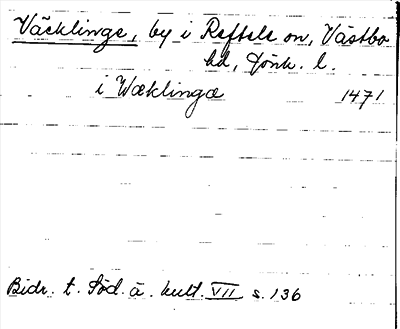 Väcklinge, by i Reftele sn, Västbo
hd, Jönk. l.
i Wæklingæ 1471
Bidr. t. Söd. ä. kult. VII s. 136